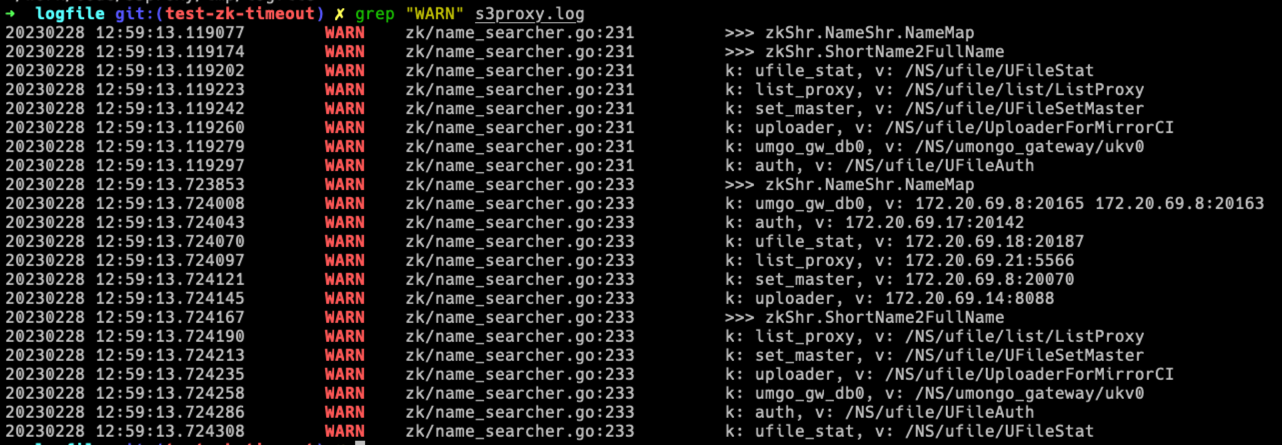 ➜ logfile git:(test-zk-timeout) ✗ grep "WARN" s3proxy.log
20230228 12:59:13.119077 WARN zk/name_searcher.go:231 >>> zkShr.NameShr.NameMap
20230228 12:59:13.119174 WARN zk/name_searcher.go:231 >>> zkShr.ShortName2FullName
20230228 12:59:13.119202 WARN zk/name_searcher.go:231 k: ufile_stat, v: /NS/ufile/UFileStat
20230228 12:59:13.119223 WARN zk/name_searcher.go:231 k: list_proxy, v: /NS/ufile/list/ListProxy
20230228 12:59:13.119242 WARN zk/name_searcher.go:231 k: set_master, v: /NS/ufile/UFileSetMaster
20230228 12:59:13.119260 WARN zk/name_searcher.go:231 k: uploader, v: /NS/ufile/UploaderForMirrorCI
20230228 12:59:13.119279 WARN zk/name_searcher.go:231 k: umgo_gw_db0, v: /NS/umongo_gateway/ukv0
20230228 12:59:13.119297 WARN zk/name_searcher.go:231 k: auth, v: /NS/ufile/UFileAuth
20230228 12:59:13.723853 WARN zk/name_searcher.go:233 >>> zkShr.NameShr.NameMap
20230228 12:59:13.724008 WARN zk/name_searcher.go:233 k: umgo_gw_db0, v: 172.20.69.8:20165 172.20.69.8:20163
20230228 12:59:13.724043 WARN zk/name_searcher.go:233 k: auth, v: 172.20.69.17:20142
20230228 12:59:13.724070 WARN zk/name_searcher.go:233 k: ufile_stat, v: 172.20.69.18:20187
20230228 12:59:13.724097 WARN zk/name_searcher.go:233 k: list_proxy, v: 172.20.69.21:5566
20230228 12:59:13.724121 WARN zk/name_searcher.go:233 k: set_master, v: 172.20.69.8:20070
20230228 12:59:13.724145 WARN zk/name_searcher.go:233 k: uploader, v: 172.20.69.14:8088
20230228 12:59:13.724167 WARN zk/name_searcher.go:233 >>> zkShr.ShortName2FullName
20230228 12:59:13.724190 WARN zk/name_searcher.go:233 k: list_proxy, v: /NS/ufile/list/ListProxy
20230228 12:59:13.724213 WARN zk/name_searcher.go:233 k: set_master, v: /NS/ufile/UFileSetMaster
20230228 12:59:13.724235 WARN zk/name_searcher.go:233 k: uploader, v: /NS/ufile/UploaderForMirrorCI
20230228 12:59:13.724258 WARN zk/name_searcher.go:233 k: umgo_gw_db0, v: /NS/umongo_gateway/ukv0
20230228 12:59:13.724286 WARN zk/name_searcher.go:233 k: auth, v: /NS/ufile/UFileAuth
20230228 12:59:13.724308 WARN zk/name_searcher.go:233 k: ufile_stat, v: /NS/ufile/UFileStat